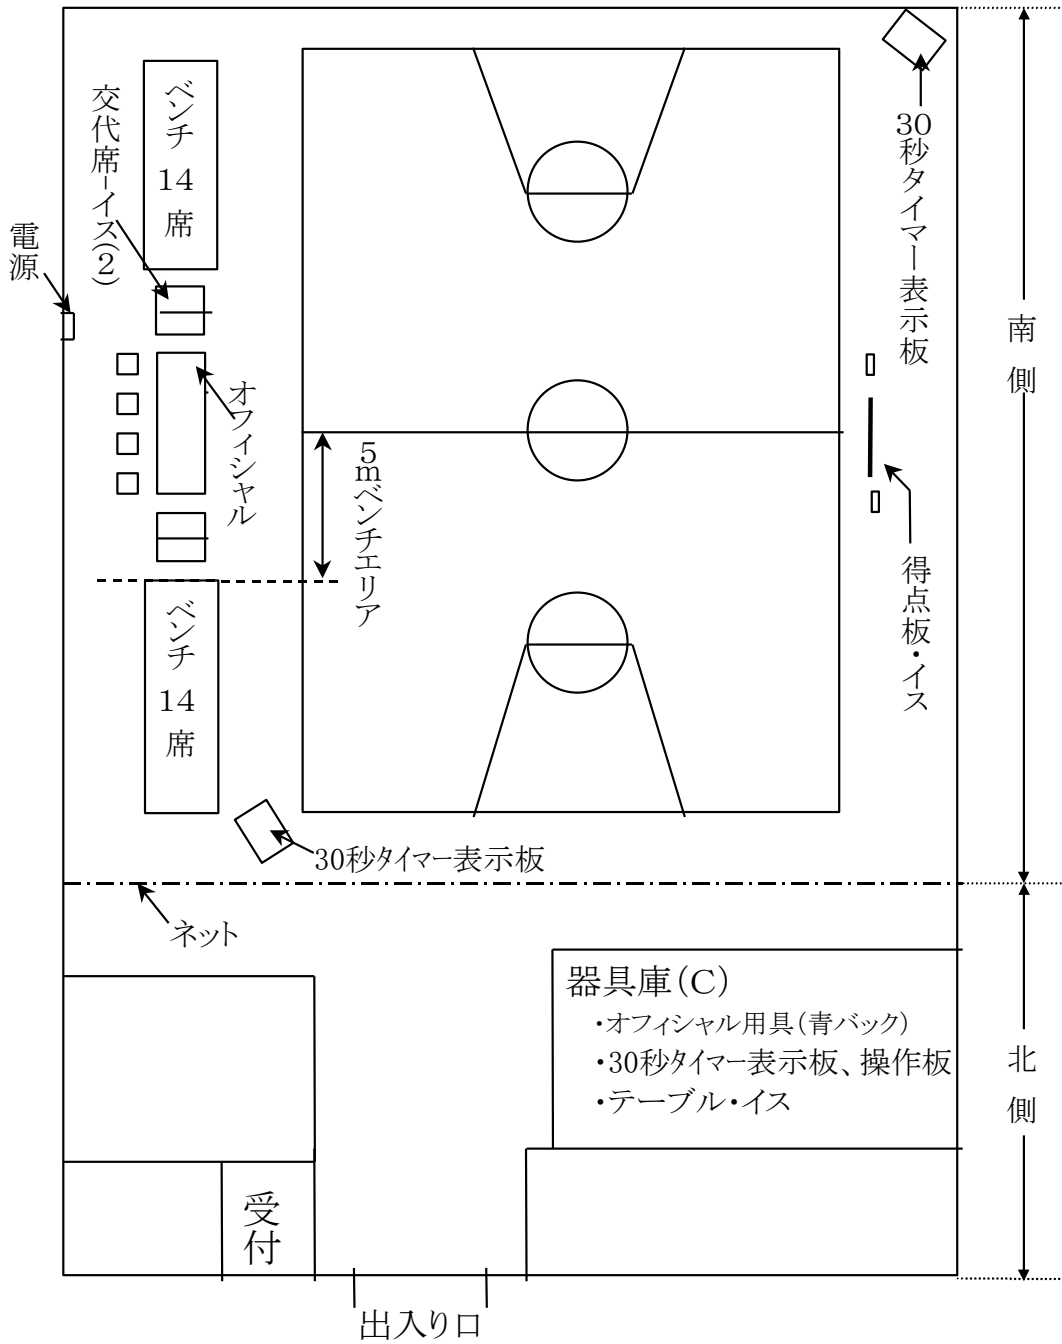 ベンチ
14
席
交代席-イス(2)
電源
オフィシャル
5mベンチエリア
30秒タイマー表示板
得点板・イス
南側
ベンチ
14
席
30秒タイマー表示板
ネット
器具庫(C)
・オフィシャル用具(青バック)
・30秒タイマー表示板、操作板
・テーブル・イス
北側
受付
出入り口